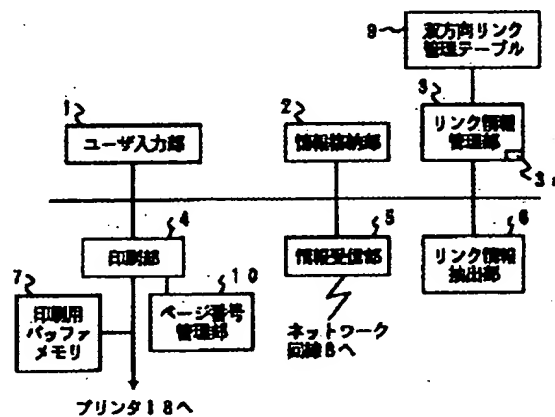 9
双方向リンク
管理テーブル
1
ユーザ入力部
2
情報格納部
3
リンク情報
管理部
3a
4
印刷部
5
情報受信部
6
リンク情報
抽出部
7
印刷用
バッファ
メモリ
10
ページ番号
管理部
ネットワーク
回線8へ
プリンタ18へ